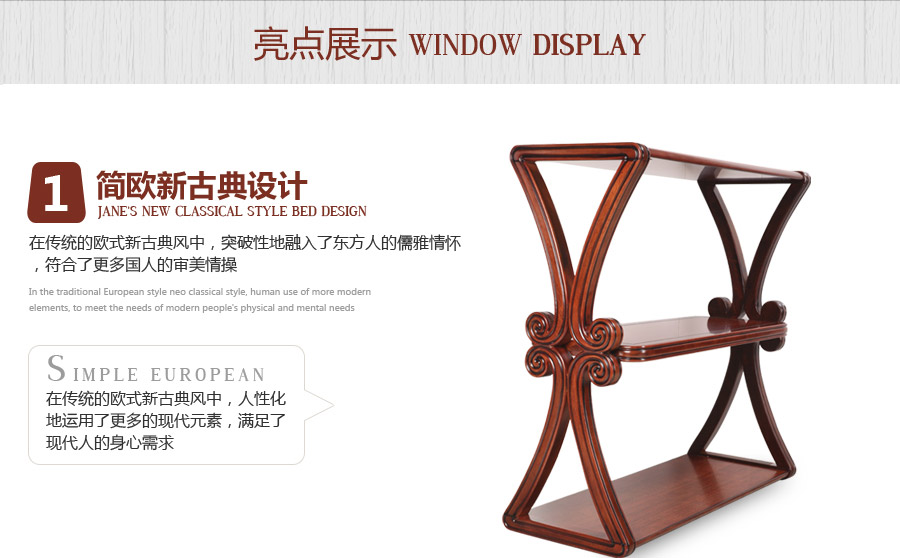 亮点展示 WINDOW DISPLAY
1
简欧新古典设计
JANE'S NEW CLASSICAL STYLE BED DESIGN
在传统的欧式新古典风中，突破性地融入了东方人的儒雅情怀
，符合了更多国人的审美情操
In the traditional European style neo classical style, human use of more modern
elements, to meet the needs of modern people's physical and mental needs
SIMPLE EUROPEAN
在传统的欧式新古典风中，人性化
地运用了更多的现代元素，满足了
现代人的身心需求